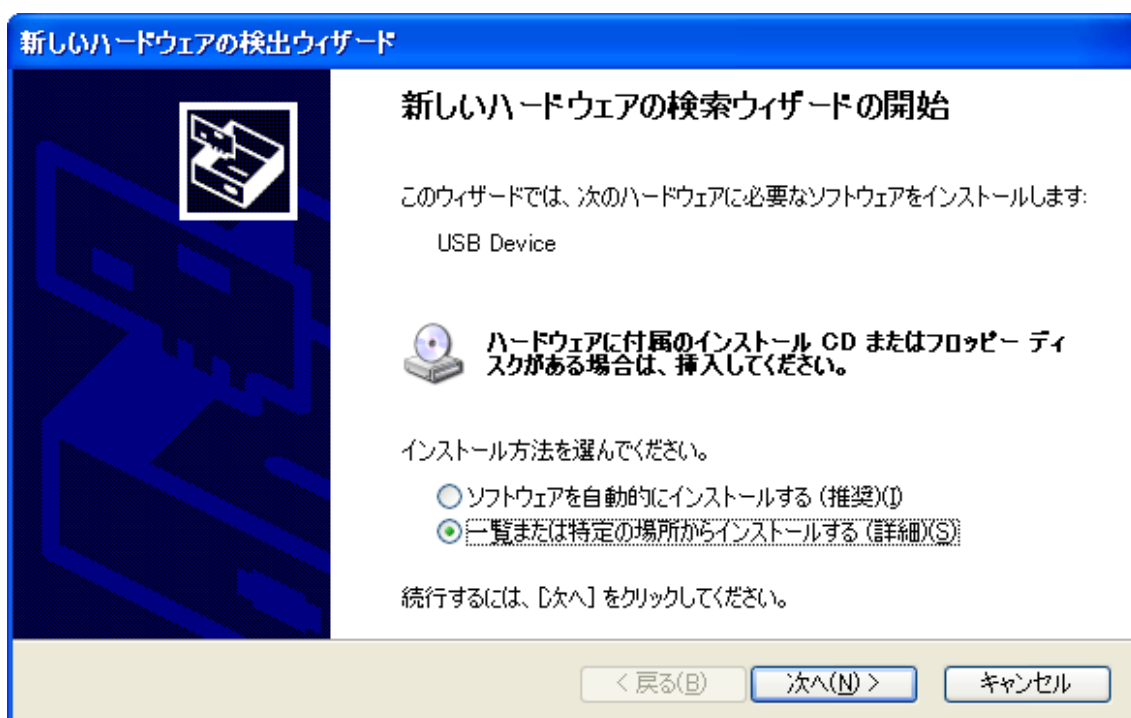 新しいハードウェアの検出ウィザード
新しいハードウェアの検索ウィザードの開始
このウィザードでは、次のハードウェアに必要なソフトウェアをインストールします:
USB Device
ハードウェアに付属のインストール CD またはフロッピー ディ
スクがある場合は、挿入してください。
インストール方法を選んでください。
ソフトウェアを自動的にインストールする (推奨)(I)
一覧または特定の場所からインストールする (詳細)(S)
続行するには、[次へ] をクリックしてください。
< 戻る(B)
次へ(N) >
キャンセル